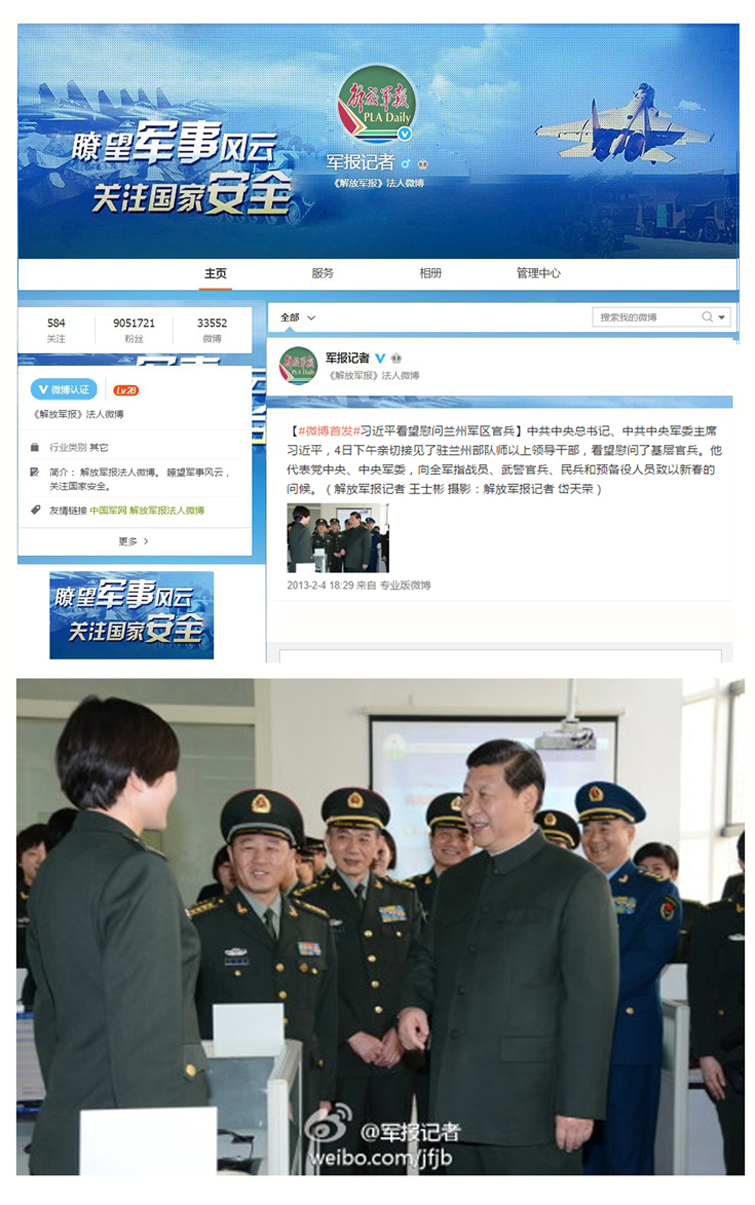 解放军报
PLA Daily
瞭望军事风云
关注国家安全
军报记者
《解放军报》法人微博
主页
服务
相册
管理中心
584
9051721
33552
关注
粉丝
微博
全部
搜索我的微博
V 微博认证
Lv28
《解放军报》法人微博
行业类别 其它
简介： 解放军报法人微博。 瞭望军事风云，
关注国家安全。
友情链接 中国军网 解放军报法人微博
更多
瞭望军事风云
关注国家安全
军报记者
《解放军报》法人微博
【#微博首发#习近平看望慰问兰州军区官兵】中共中央总书记、中共中央军委主席
习近平，4日下午亲切接见了驻兰州部队师以上领导干部，看望慰问了基层官兵。他
代表党中央、中央军委，向全军指战员、武警官兵、民兵和预备役人员致以新春的
问候。（解放军报记者 王士彬 摄影：解放军报记者 岱天荣）
2013-2-4 18:29 来自 专业版微博
@军报记者
weibo.com/jfjb